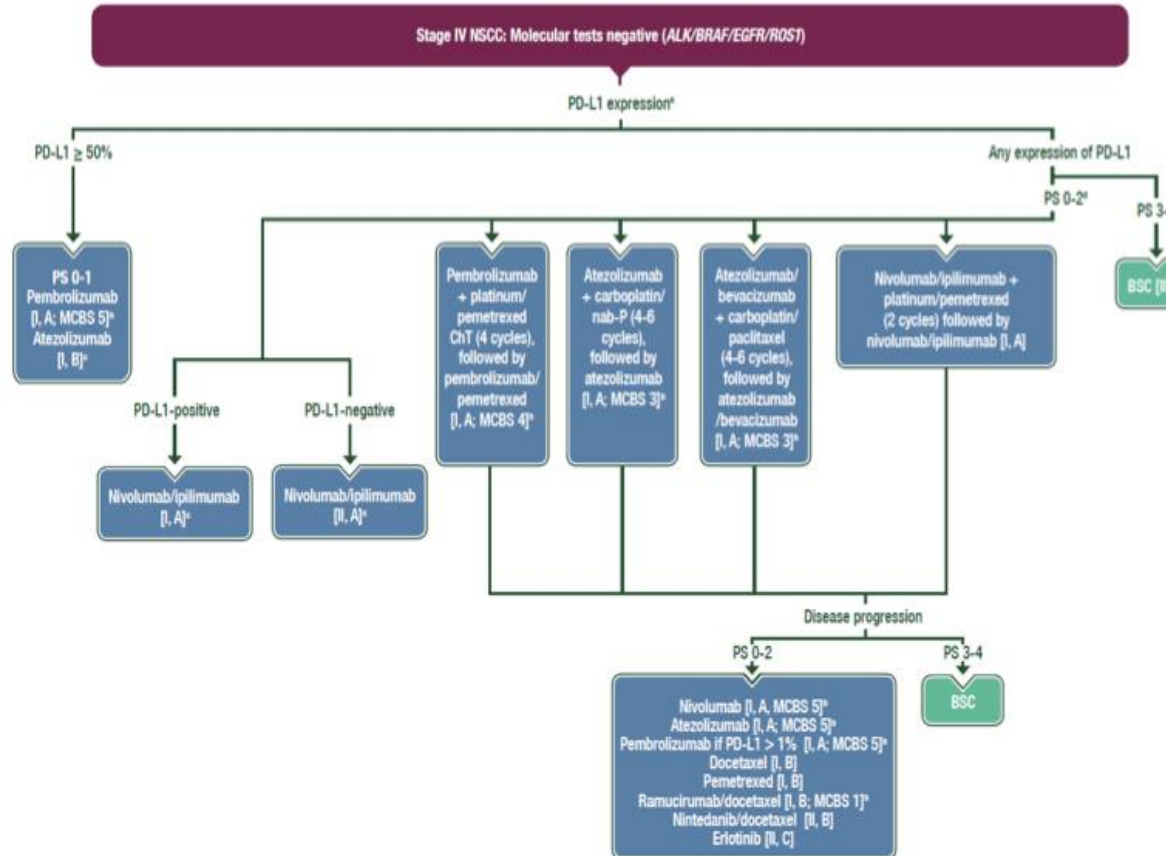 Stage IV NSCC: Molecular tests negative (ALK/BRAF/EGFR/ROS1)
PD-L1 expressionᵃ
PD-L1 ≥ 50%
Any expression of PD-L1
PS 0-2ᵈ
PS 3-
PS 0-1
Pembrolizumab
[I, A; MCBS 5]ᵇ
Atezolizumab
[I, B]ᶜ
Pembrolizumab
+ platinum/
pemetrexed
ChT (4 cycles),
followed by
pembrolizumab/
pemetrexed
[I, A; MCBS 4]ᵇ
Atezolizumab
+ carboplatin/
nab-P (4-6
cycles),
followed by
atezolizumab
[I, A; MCBS 3]ᵇ
Atezolizumab/
bevacizumab
+ carboplatin/
paclitaxel
(4-6 cycles),
followed by
atezolizumab
/bevacizumab
[I, A; MCBS 3]ᵇ
Nivolumab/ipilimumab +
platinum/pemetrexed
(2 cycles) followed by
nivolumab/ipilimumab [I, A]
BSC [II
PD-L1-positive
PD-L1-negative
Nivolumab/ipilimumab
[I, A]ᶜ
Nivolumab/ipilimumab
[II, A]ᶜ
Disease progression
PS 0-2
PS 3-4
Nivolumab [I, A, MCBS 5]ᵇ
Atezolizumab [I, A; MCBS 5]ᵇ
Pembrolizumab if PD-L1 > 1% [I, A; MCBS 5]ᵇ
Docetaxel [I, B]
Pemetrexed [I, B]
Ramucirumab/docetaxel [I, B; MCBS 1]ᵇ
Nintedanib/docetaxel [II, B]
Erlotinib [II, C]
BSC